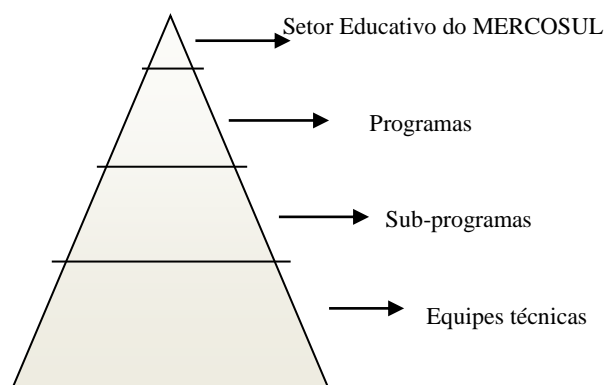 Setor Educativo do MERCOSUL
Programas
Sub-programas
Equipes técnicas